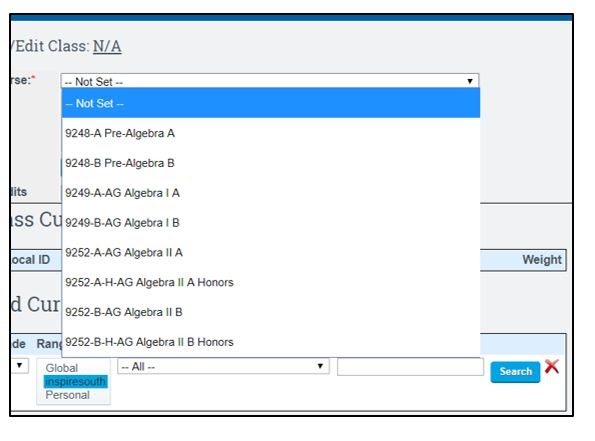 /Edit Class: N/A
rse:* -- Not Set --
-- Not Set --
9248-A Pre-Algebra A
9248-B Pre-Algebra B
dits
9249-A-AG Algebra I A
9249-B-AG Algebra I B
ass Cu
9252-A-AG Algebra II A
ocal ID Weight
9252-A-H-AG Algebra II A Honors
d Cur
9252-B-AG Algebra II B
de Rang
9252-B-H-AG Algebra II B Honors
Global -- All -- Search
inspiresouth
Personal